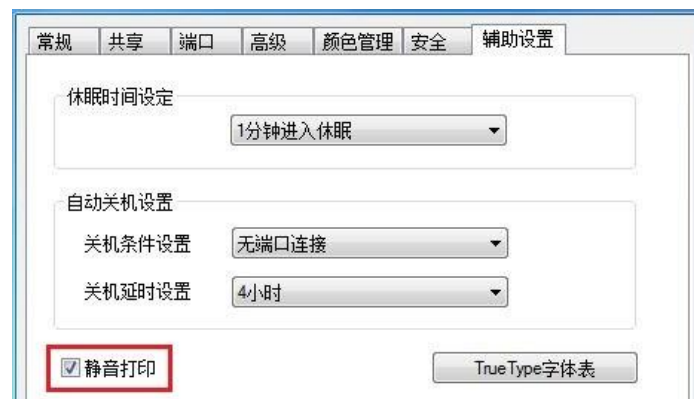 常规 共享 端口 高级 颜色管理 安全 辅助设置
休眠时间设定
1分钟进入休眠
自动关机设置
关机条件设置 无端口连接
关机延时设置 4小时
静音打印 TrueType字体表